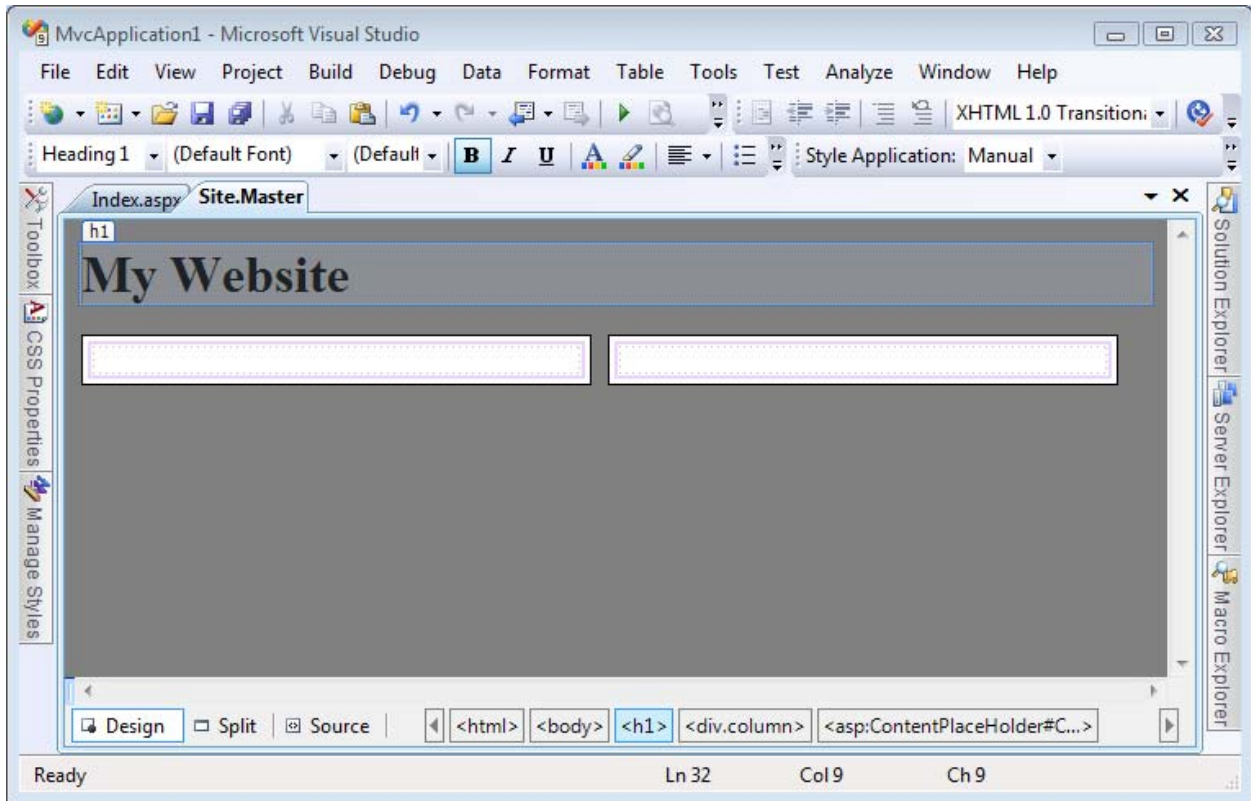 MvcApplication1 - Microsoft Visual Studio
File Edit View Project Build Debug Data Format Table Tools Test Analyze Window Help
XHTML 1.0 Transition
Heading 1 (Default Font) (Default B I U A Style Application: Manual
Index.aspx Site.Master
h1
My Website
Toolbox
CSS Properties
Manage Styles
Solution Explorer
Server Explorer
Macro Explorer
Design Split Source <html> <body> <h1> <div.column> <asp:ContentPlaceHolder#C...>
Ready Ln 32 Col 9 Ch 9